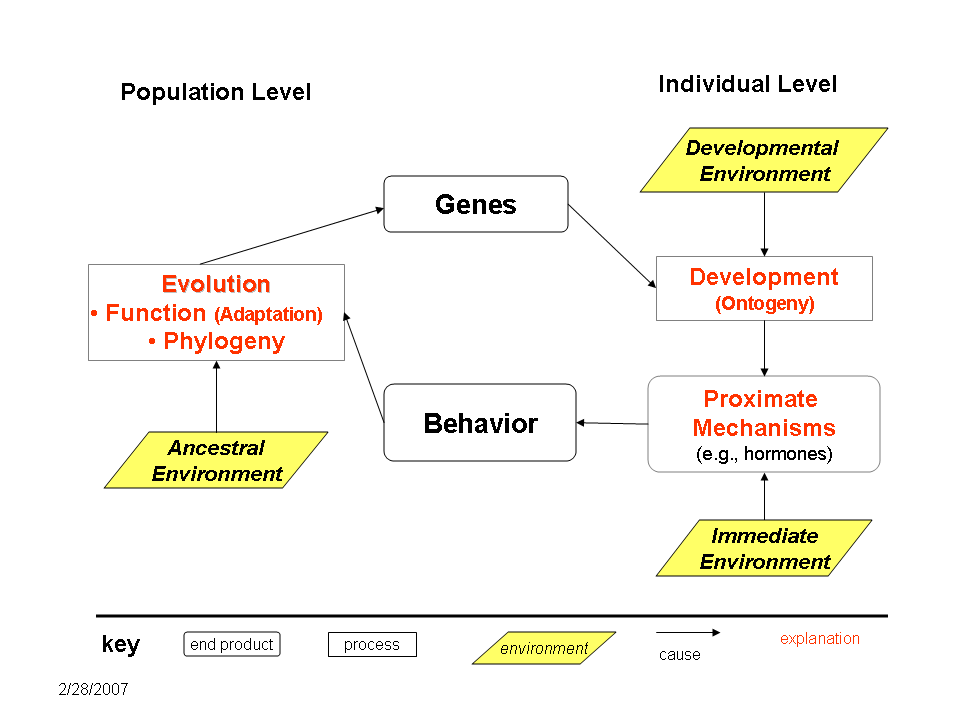 Population Level
Individual Level
Developmental
Environment
Genes
Evolution
• Function (Adaptation)
• Phylogeny
Development
(Ontogeny)
Behavior
Proximate
Mechanisms
(e.g., hormones)
Ancestral
Environment
Immediate
Environment
key
end product
process
environment
cause
explanation
2/28/2007